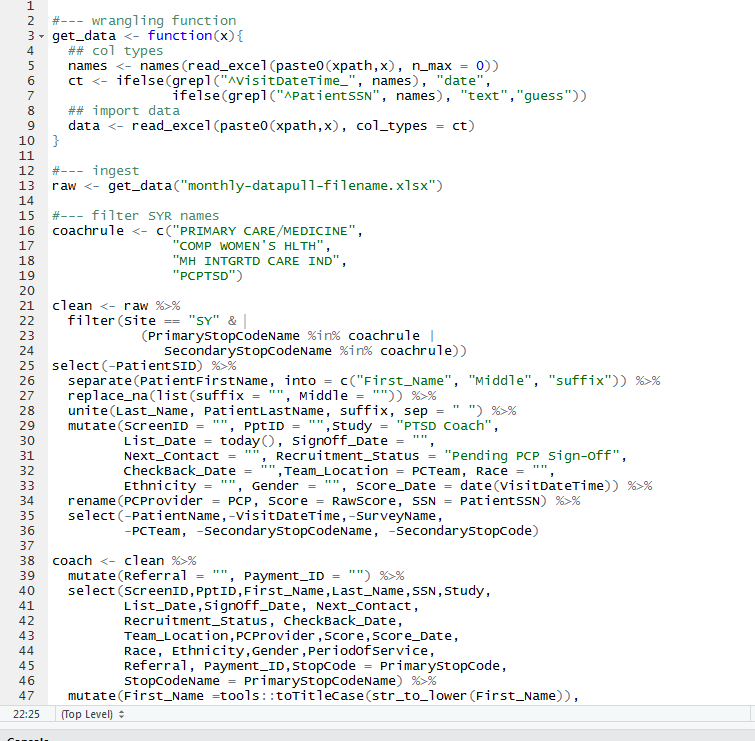 1
2 #--- wrangling function
3 get_data <- function(x){
4 ## col types
5 names <- names(read_excel(paste0(xpath,x), n_max = 0))
6 ct <- ifelse(grepl("^VisitDateTime_", names), "date",
7 ifelse(grepl("^PatientSSN", names), "text","guess"))
8 ## import data
9 data <- read_excel(paste0(xpath,x), col_types = ct)
10 }
11
12 #--- ingest
13 raw <- get_data("monthly-datapull-filename.xlsx")
14
15 #--- filter SYR names
16 coachrule <- c("PRIMARY CARE/MEDICINE",
17 "COMP WOMEN'S HLTH",
18 "MH INTGRTD CARE IND",
19 "PCPTSD")
20
21 clean <- raw %>%
22 filter(Site == "SY" &
23 (PrimaryStopCodeName %in% coachrule |
24 SecondaryStopCodeName %in% coachrule))
25 select(-PatientSID) %>%
26 separate(PatientFirstName, into = c("First_Name", "Middle", "suffix")) %>%
27 replace_na(list(suffix = "", Middle = "")) %>%
28 unite(Last_Name, PatientLastName, suffix, sep = " ") %>%
29 mutate(ScreenID = "", PptID = "",Study = "PTSD Coach",
30 List_Date = today(), SignOff_Date = "",
31 Next_Contact = "", Recruitment_Status = "Pending PCP Sign-Off",
32 CheckBack_Date = "",Team_Location = PCTeam, Race = "",
33 Ethnicity = "", Gender = "", Score_Date = date(VisitDateTime)) %>%
34 rename(PCProvider = PCP, Score = RawScore, SSN = PatientSSN) %>%
35 select(-PatientName,-VisitDateTime,-SurveyName,
36 -PCTeam, -SecondaryStopCodeName, -SecondaryStopCode)
37
38 coach <- clean %>%
39 mutate(Referral = "", Payment_ID = "") %>%
40 select(ScreenID,PptID,First_Name,Last_Name,SSN,Study,
41 List_Date,SignOff_Date, Next_Contact,
42 Recruitment_Status, CheckBack_Date,
43 Team_Location,PCProvider,Score,Score_Date,
44 Race, Ethnicity,Gender,PeriodOfService,
45 Referral, Payment_ID,StopCode = PrimaryStopCode,
46 StopCodeName = PrimaryStopCodeName) %>%
47 mutate(First_Name =tools::toTitleCase(str_to_lower(First_Name)),
22:25 (Top Level)
Console